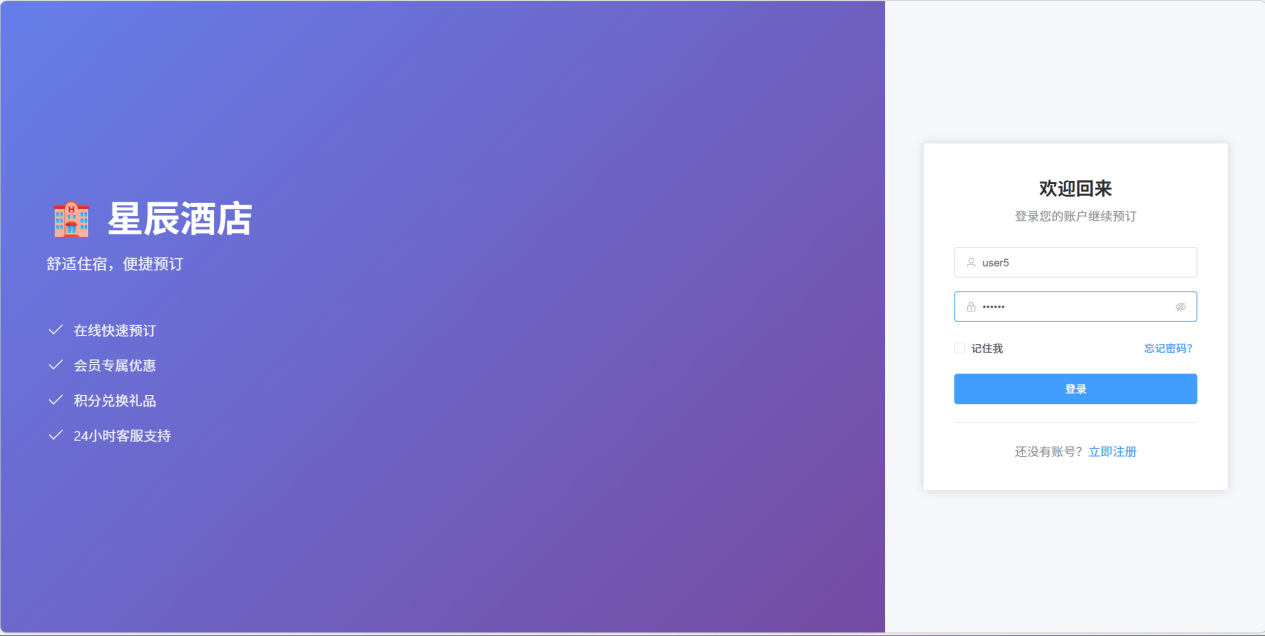 星辰酒店
舒适住宿，便捷预订
在线快速预订
会员专属优惠
积分兑换礼品
24小时客服支持
欢迎回来
登录您的账户继续预订
user5
••••••
记住我 忘记密码?
登录
还没有账号？立即注册